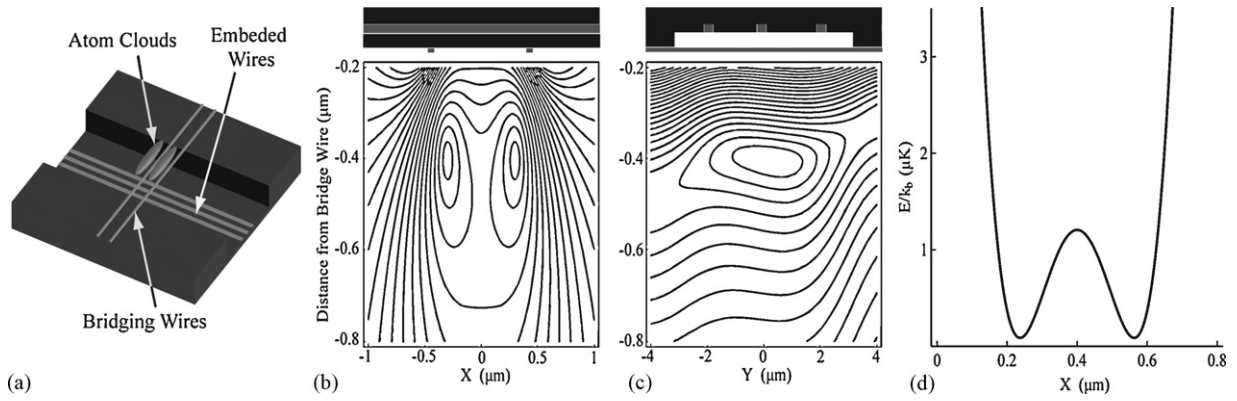 Atom Clouds
Embeded
Wires
Bridging Wires
(a)
Distance from Bridge Wire (μm)
-0.2
-0.4
-0.6
-0.8
-1
-0.5
0
0.5
1
X (μm)
(b)
-0.2
-0.4
-0.6
-0.8
-4
-2
0
2
4
Y (μm)
(c)
E/kb (μK)
3
2
1
0
0.2
0.4
0.6
0.8
X (μm)
(d)